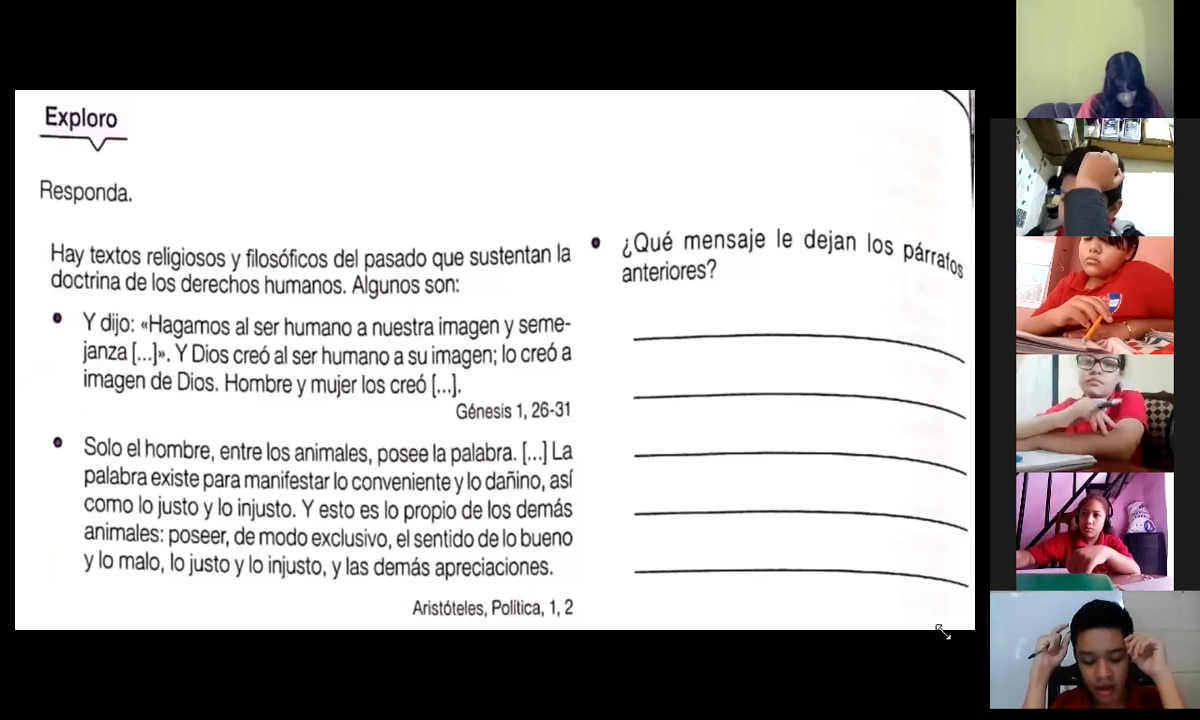 Exploro
Responda.
Hay textos religiosos y filosóficos del pasado que sustentan la
doctrina de los derechos humanos. Algunos son:
• Y dijo: «Hagamos al ser humano a nuestra imagen y seme-
janza [...]». Y Dios creó al ser humano a su imagen; lo creó a
imagen de Dios. Hombre y mujer los creó [...].
Génesis 1, 26-31
• Solo el hombre, entre los animales, posee la palabra. [...] La
palabra existe para manifestar lo conveniente y lo dañino, así
como lo justo y lo injusto. Y esto es lo propio de los demás
animales: poseer, de modo exclusivo, el sentido de lo bueno
y lo malo, lo justo y lo injusto, y las demás apreciaciones.
Aristóteles, Política, 1, 2
• ¿Qué mensaje le dejan los párrafos
anteriores?